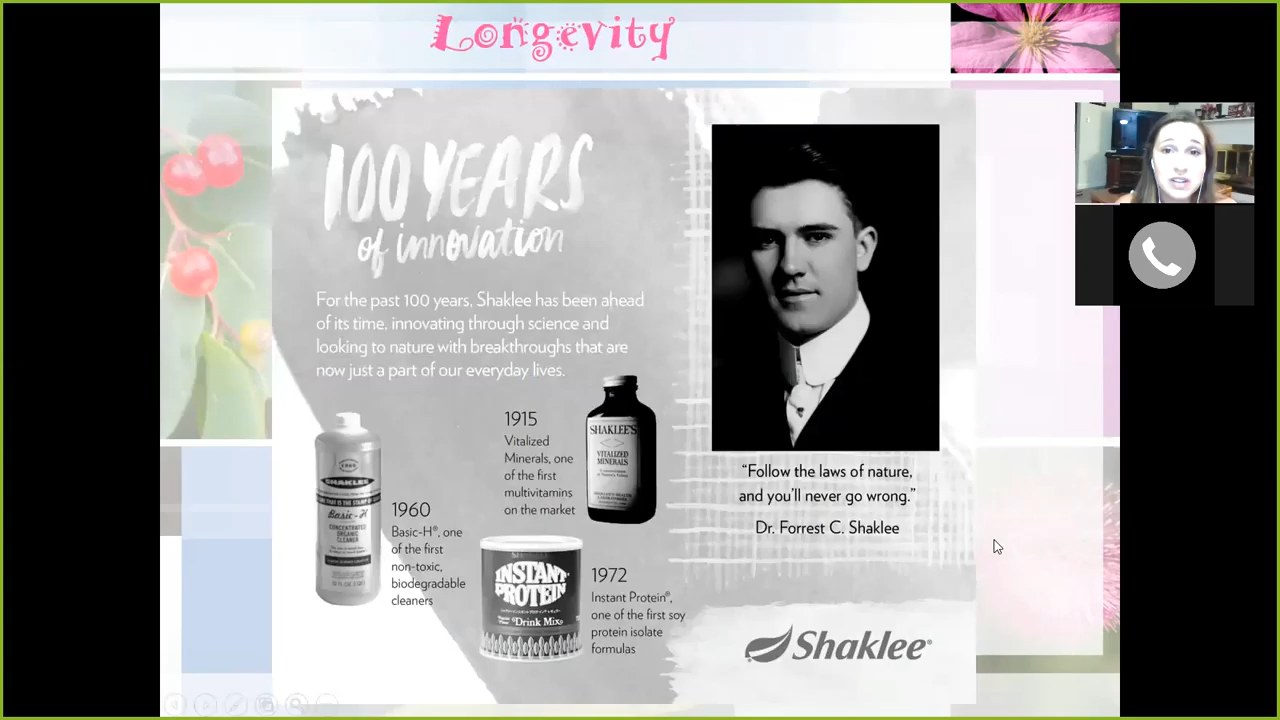 Longevity
100 YEARS
of innovation
For the past 100 years, Shaklee has been ahead
of its time, innovating through science and
looking to nature with breakthroughs that are
now just a part of our everyday lives.
1915
Vitalized
Minerals, one
of the first
multivitamins
on the market
SHAKLEE'S
VITALIZED
MINERALS
1960
Basic-H®, one
of the first
non-toxic,
biodegradable
cleaners
SHAKLEE
Basic-H
CONCENTRATED
ORGANIC
CLEANER
INSTANT
PROTEIN
Drink Mix
1972
Instant Protein®,
one of the first soy
protein isolate
formulas
“Follow the laws of nature,
and you’ll never go wrong.”
Dr. Forrest C. Shaklee
Shaklee®